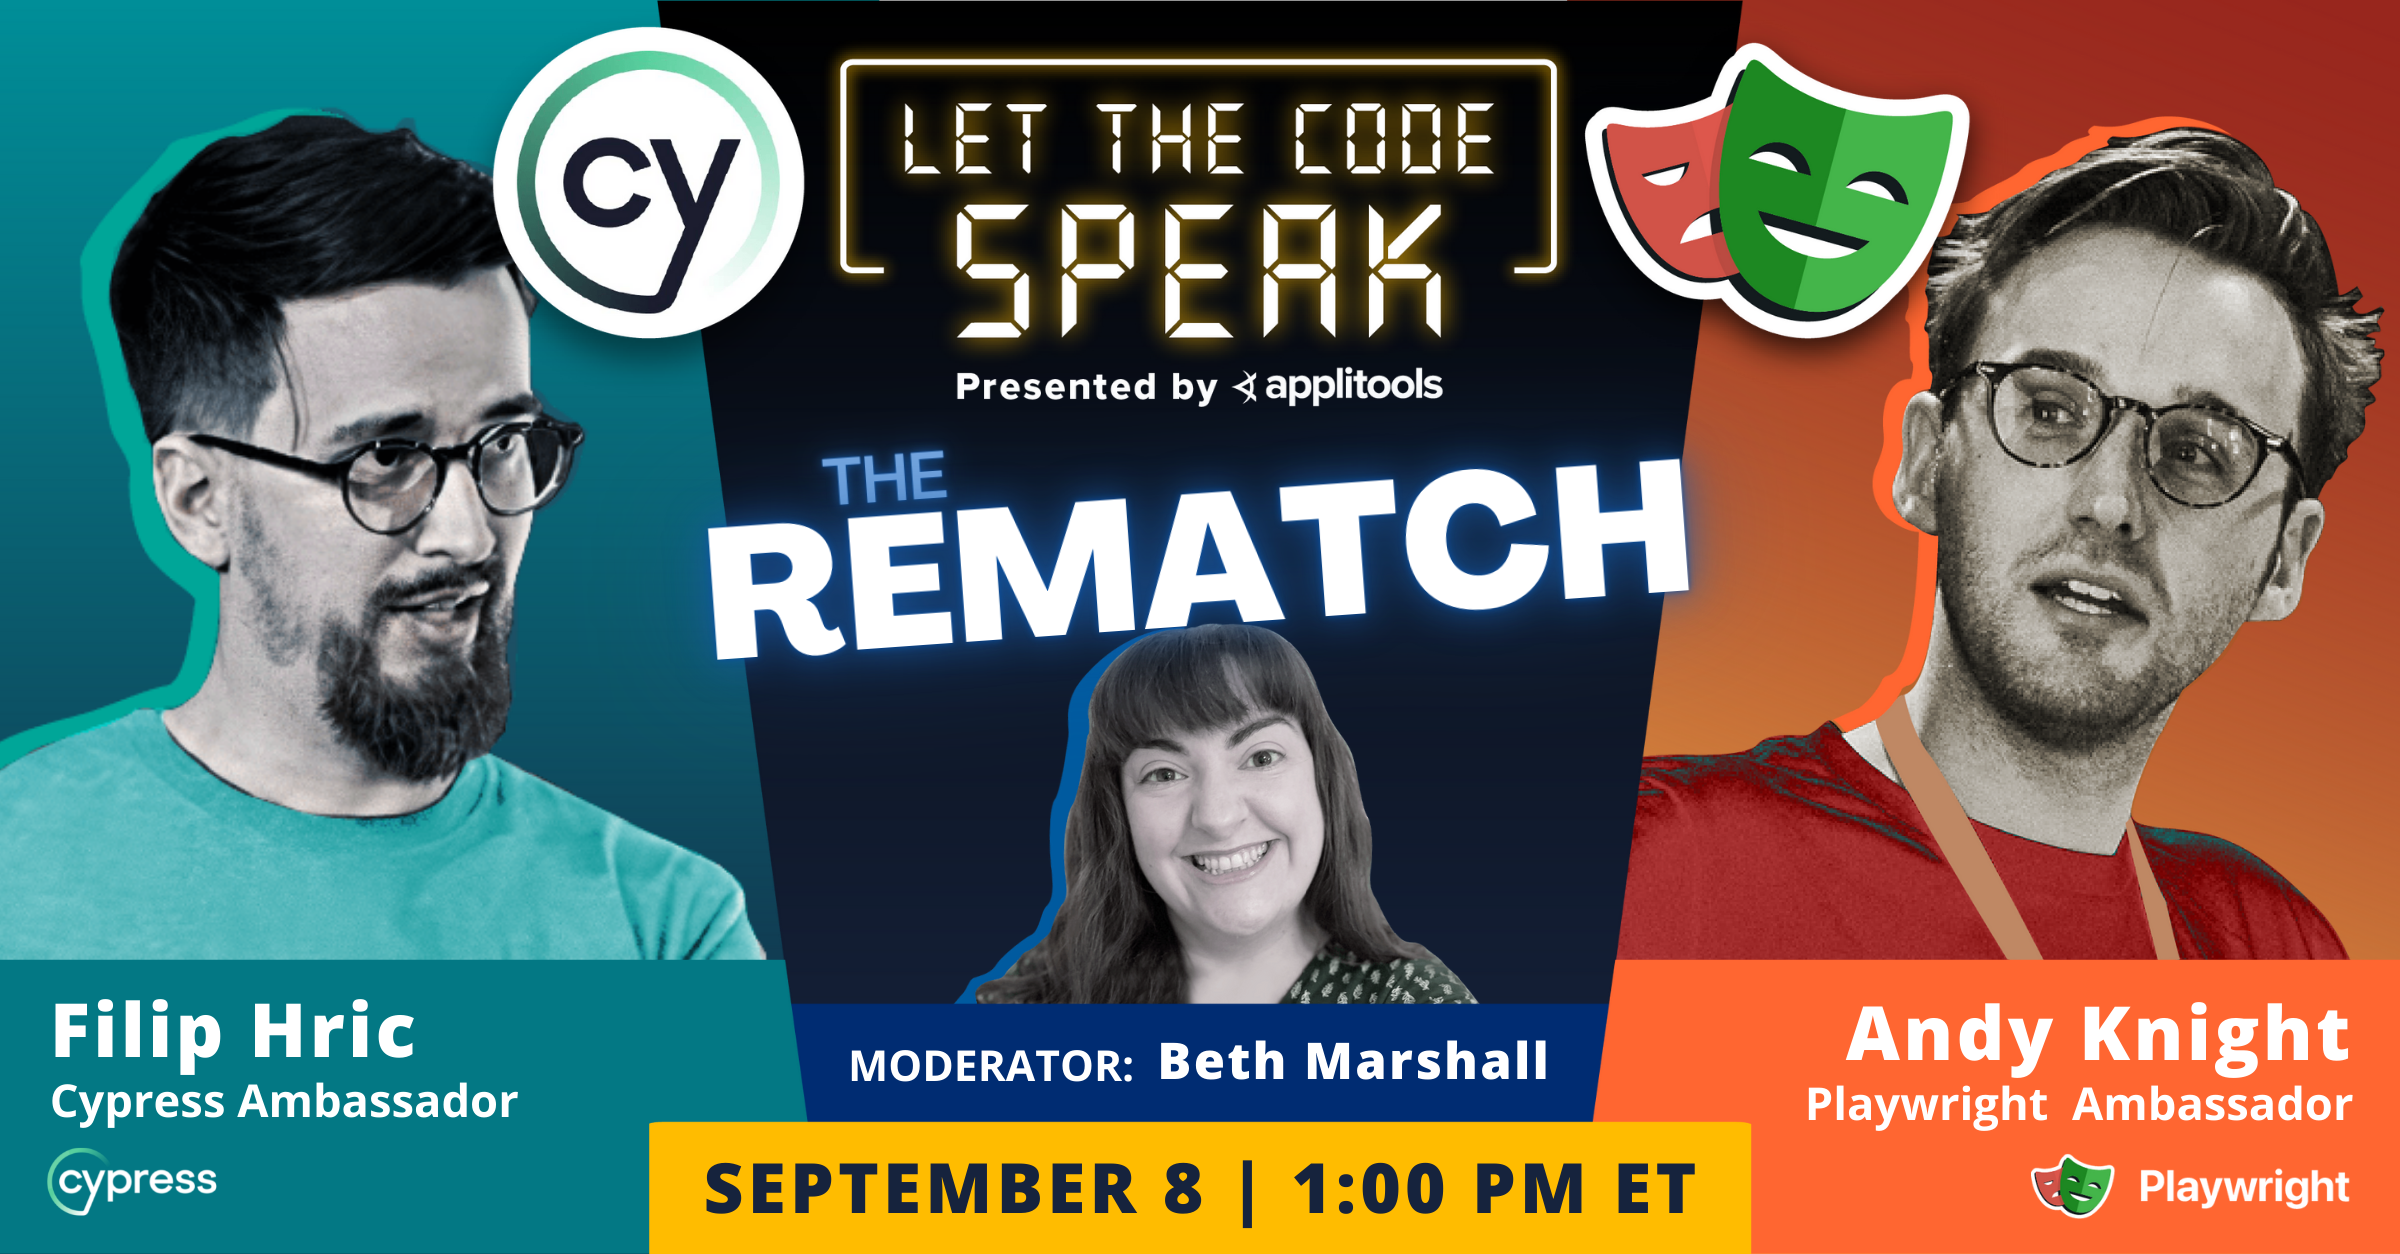 cy
LET THE CODE
SPEAK
Presented by applitools
THE
REMATCH
Filip Hric
Cypress Ambassador
cypress
MODERATOR: Beth Marshall
SEPTEMBER 8 | 1:00 PM ET
Andy Knight
Playwright Ambassador
Playwright